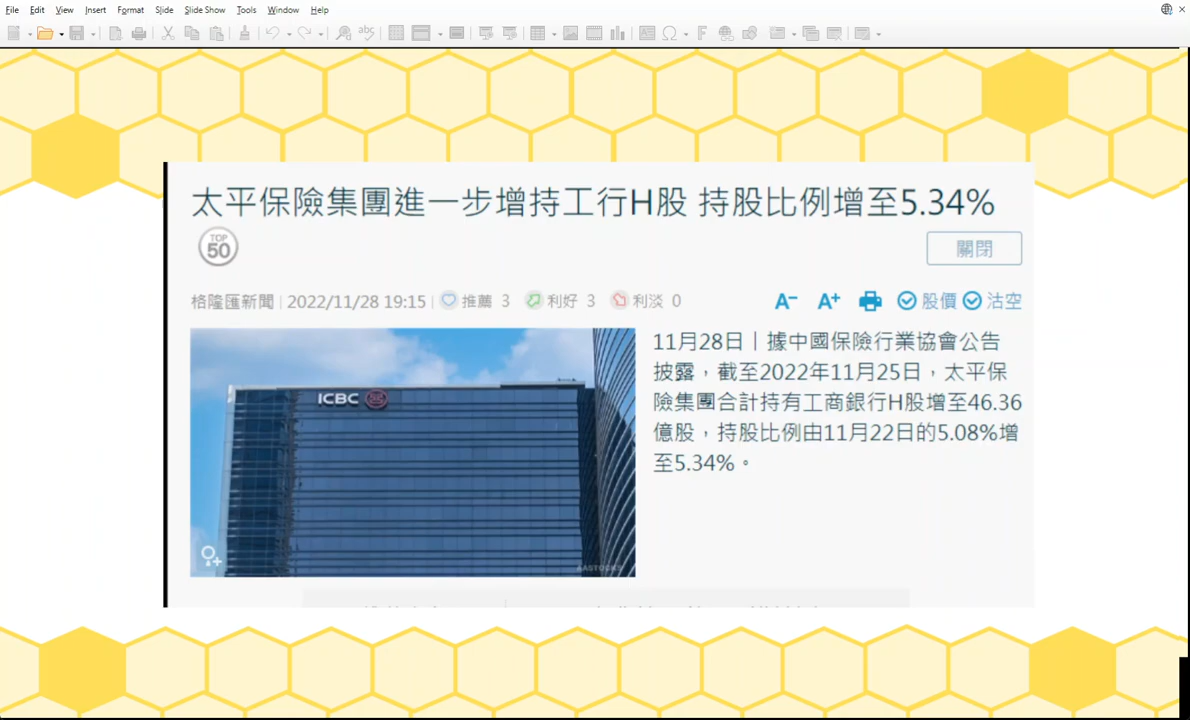 File Edit View Insert Format Slide Slide Show Tools Window Help
太平保險集團進一步增持工行H股 持股比例增至5.34%
TOP
50
關閉
格隆匯新聞 | 2022/11/28 19:15 | 推薦 3 利好 3 利淡 0
A− A+ 股價 沽空
ICBC
AASTOCKS
11月28日丨據中國保險行業協會公告
披露，截至2022年11月25日，太平保
險集團合計持有工商銀行H股增至46.36
億股，持股比例由11月22日的5.08%增
至5.34%。